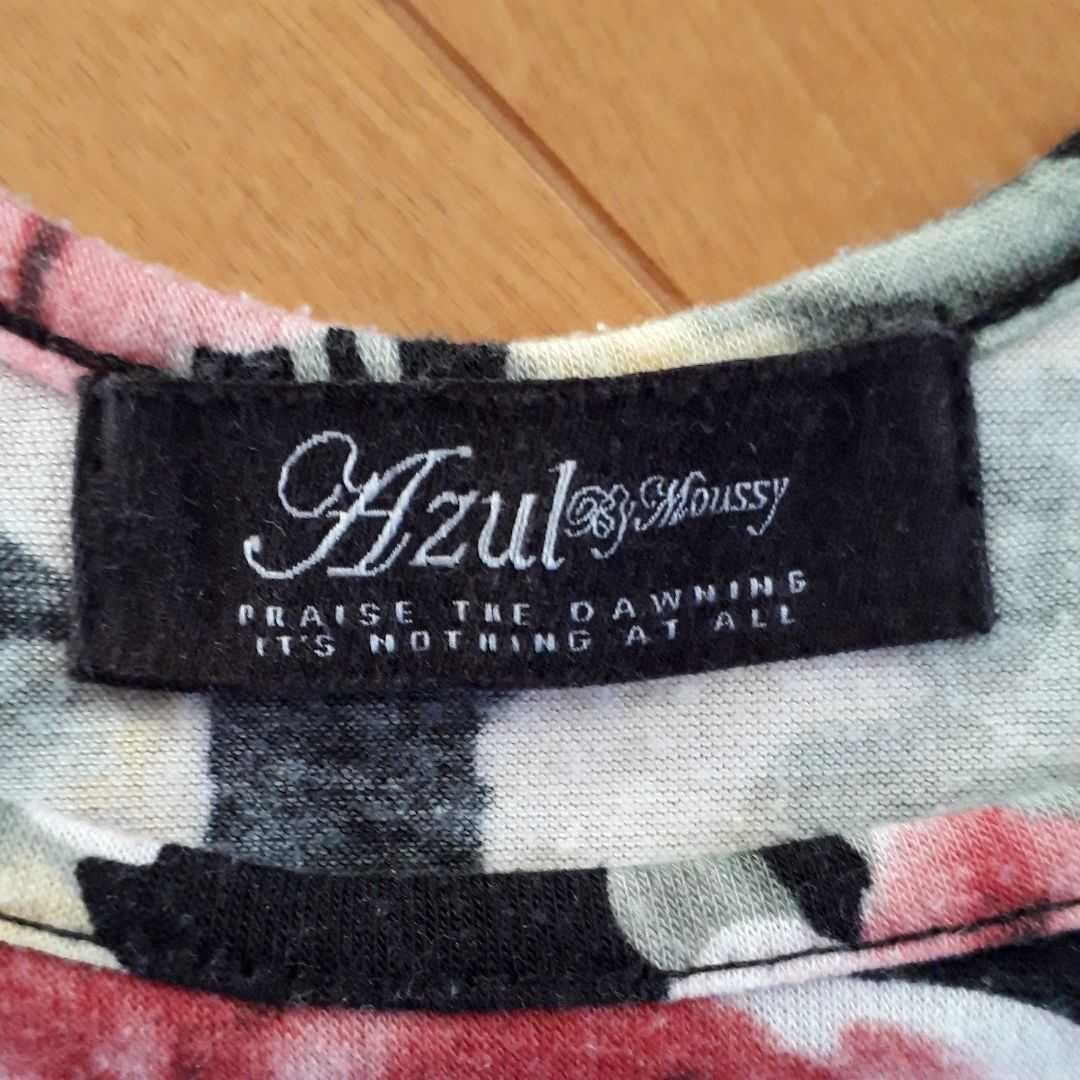 Azul By Moussy
PRAISE THE DAWNING
IT'S NOTHING AT ALL